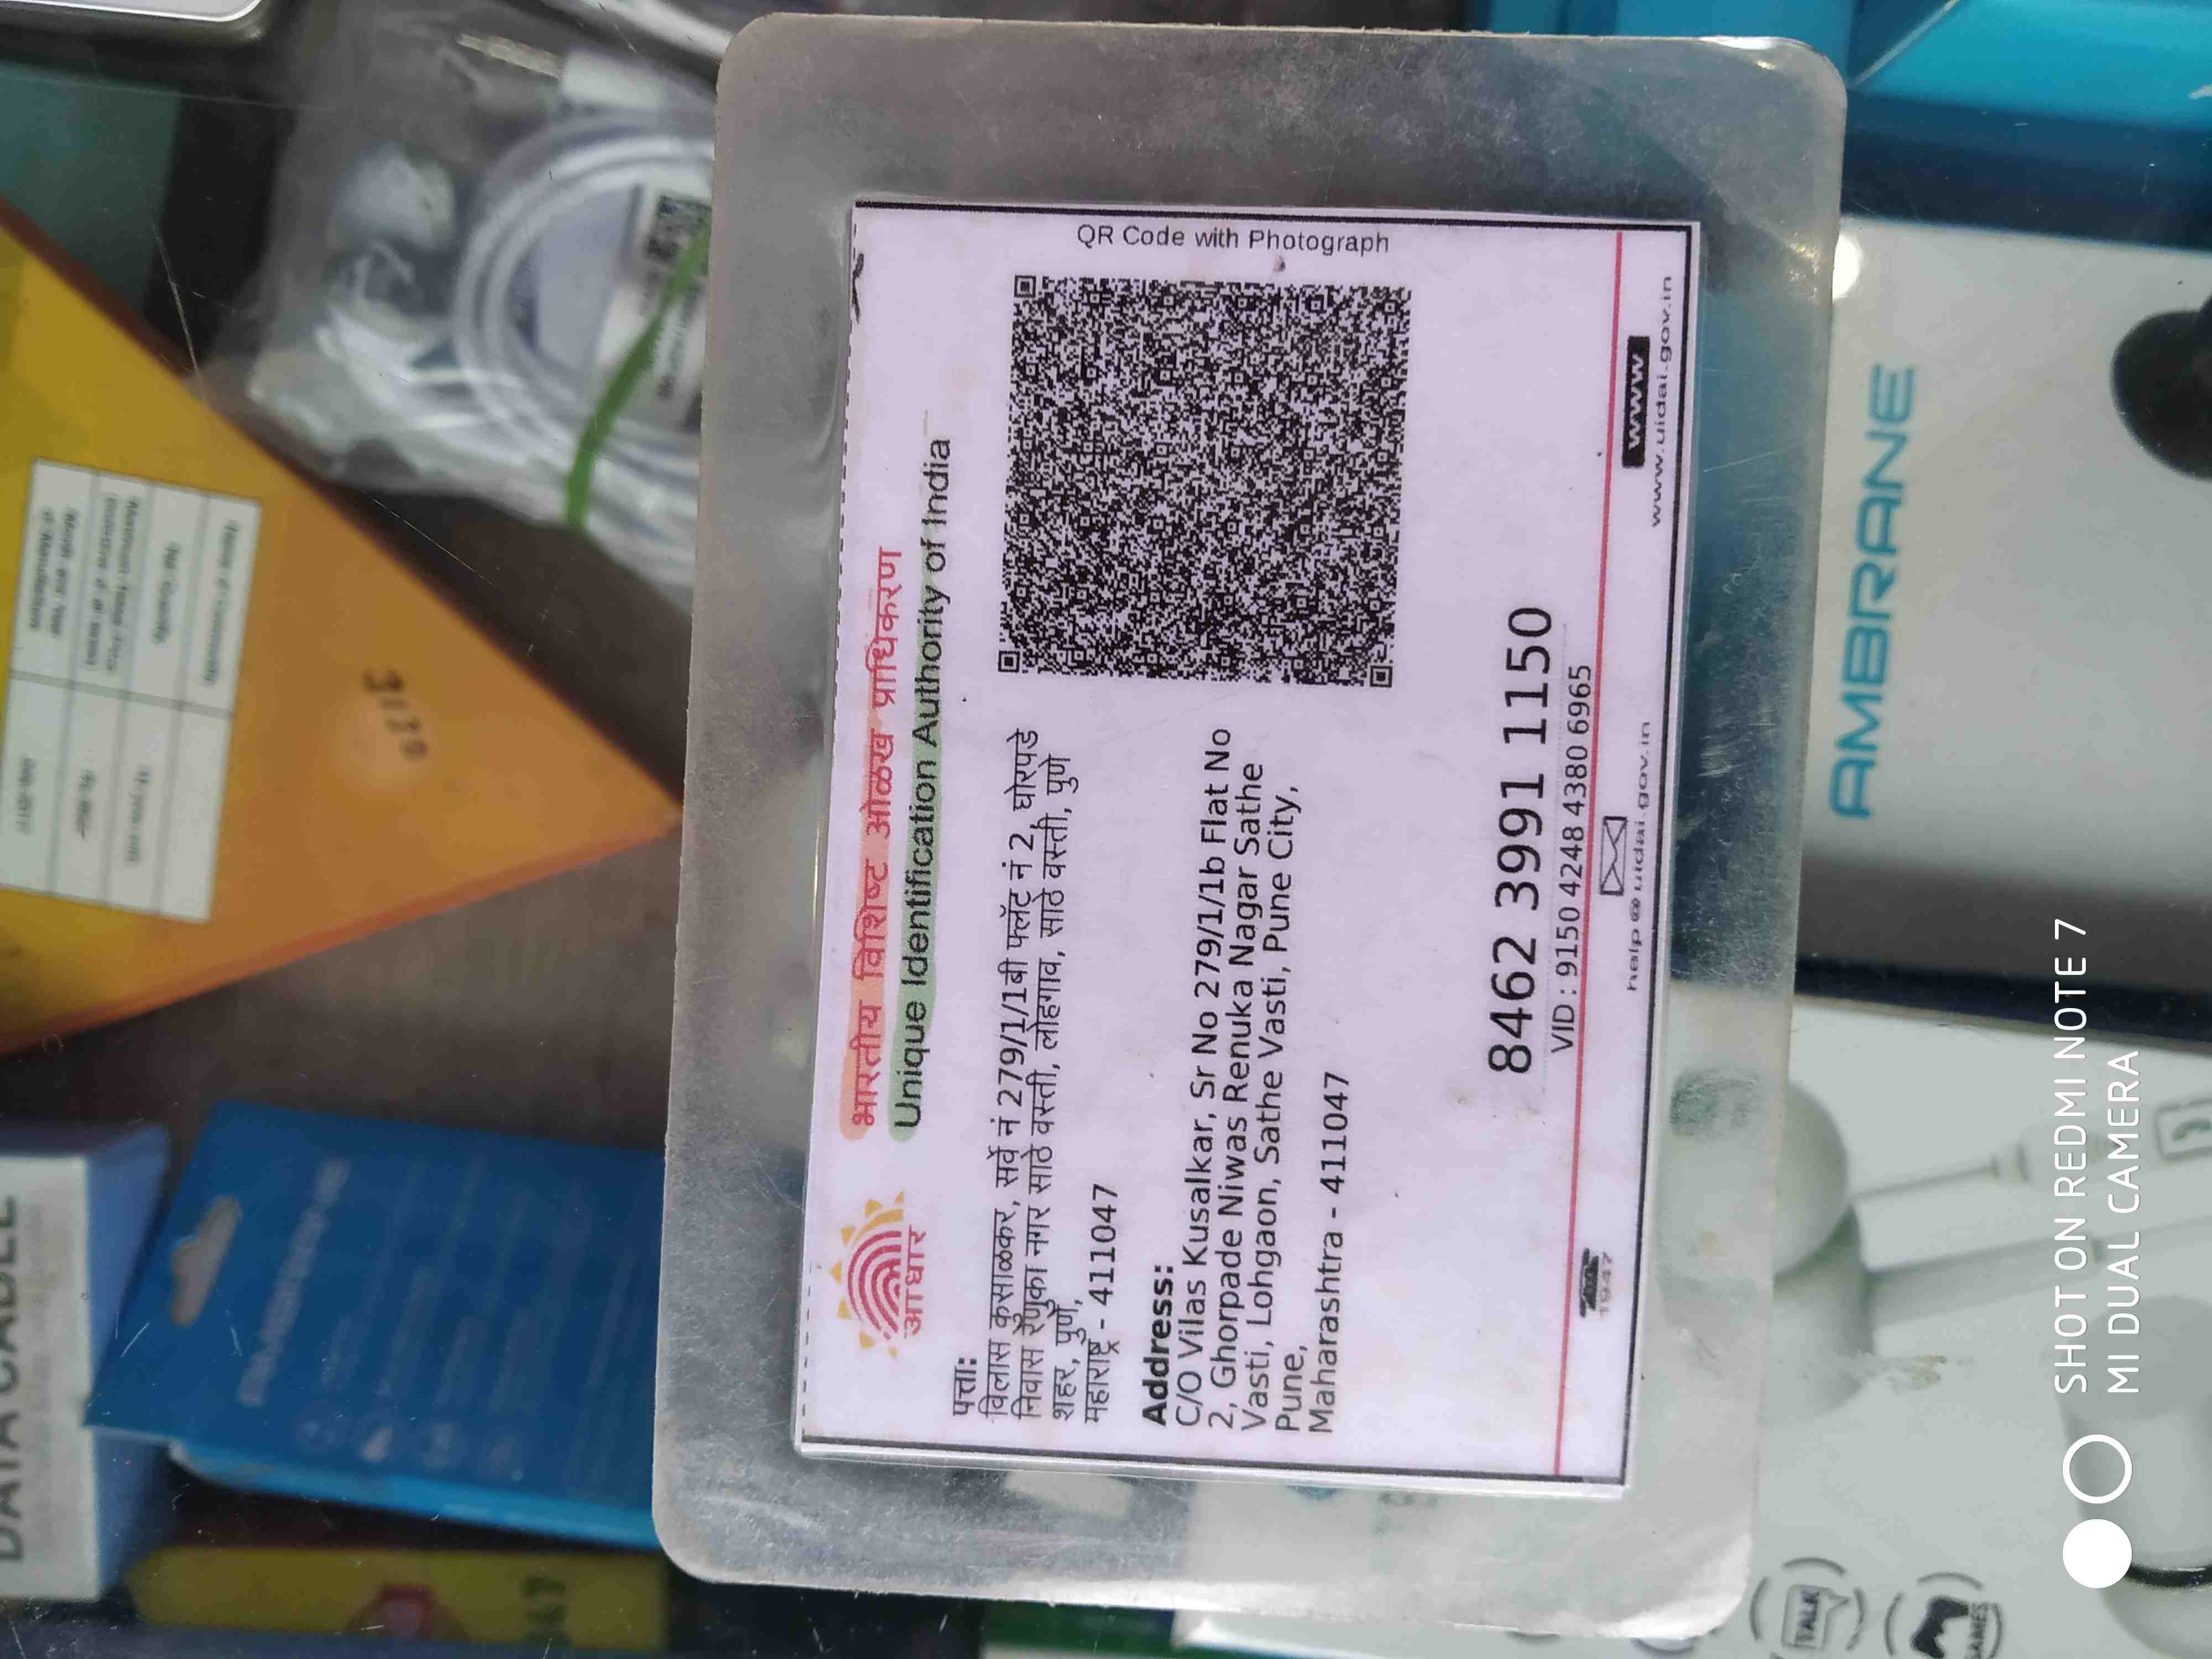 भारतीय विशिष्ट ओळख प्राधिकरण
Unique Identification Authority of India
आधार
पत्ता:
विलास कुसाळकर, सर्वे नं 279/1/1बी फ्लॅट नं 2, घोरपडे
निवास रेणुका नगर साठे वस्ती, लोहगाव, साठे वस्ती, पुणे
शहर, पुणे,
महाराष्ट्र - 411047
Address:
C/O Vilas Kusalkar, Sr No 279/1/1b Flat No
2, Ghorpade Niwas Renuka Nagar Sathe
Vasti, Lohgaon, Sathe Vasti, Pune City,
Pune,
Maharashtra - 411047
QR Code with Photograph
8462 3991 1150
VID : 9150 4248 4380 6965
1947
help@uidai.gov.in
www
www.uidai.gov.in
AMBRANE
DATA CABLE
TALK
GAMES
SHOT ON REDMI NOTE 7
MI DUAL CAMERA